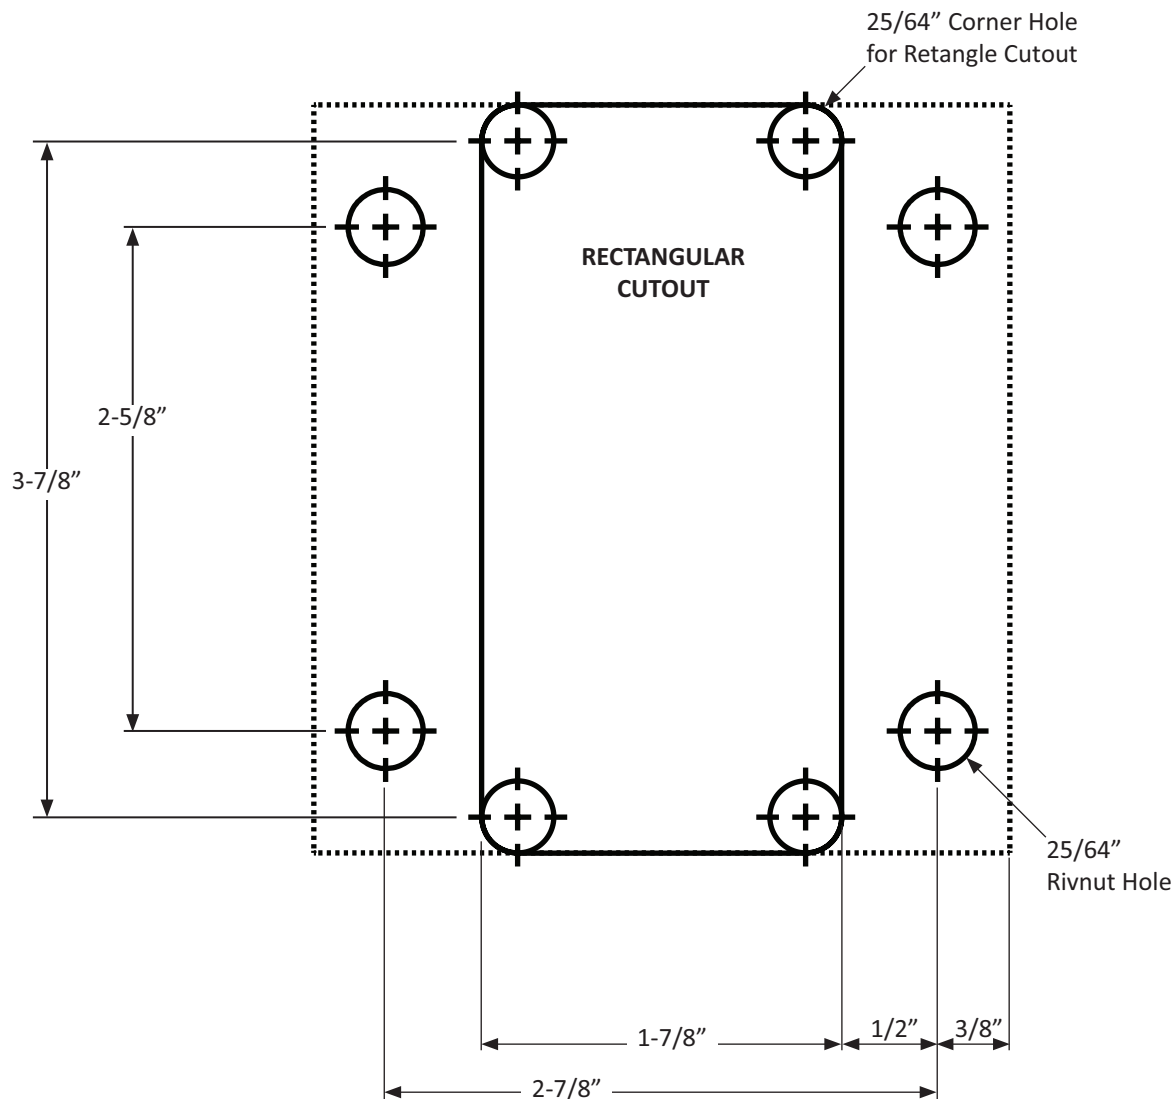 25/64” Corner Hole
for Retangle Cutout
RECTANGULAR
CUTOUT
2-5/8”
3-7/8”
25/64”
Rivnut Hole
1-7/8”
1/2”
3/8”
2-7/8”